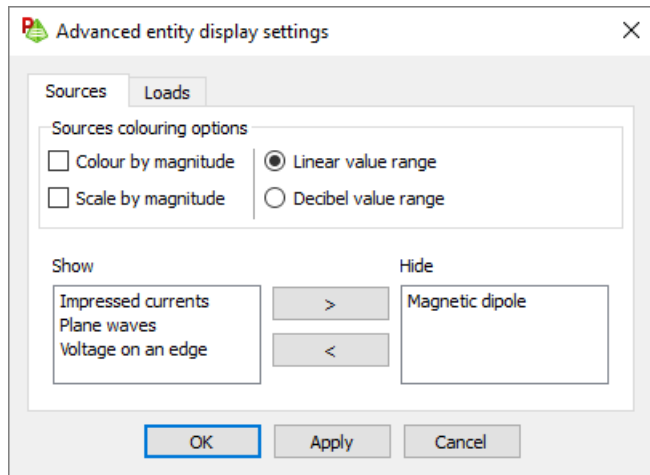 Advanced entity display settings
Sources Loads
Sources colouring options
Colour by magnitude Linear value range
Scale by magnitude Decibel value range
Show Hide
Impressed currents > Magnetic dipole
Plane waves
Voltage on an edge <
OK Apply Cancel